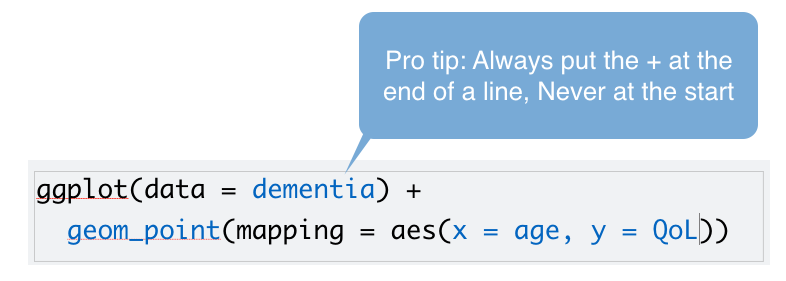 Pro tip: Always put the + at the
end of a line, Never at the start
ggplot(data = dementia) +
  geom_point(mapping = aes(x = age, y = QoL))